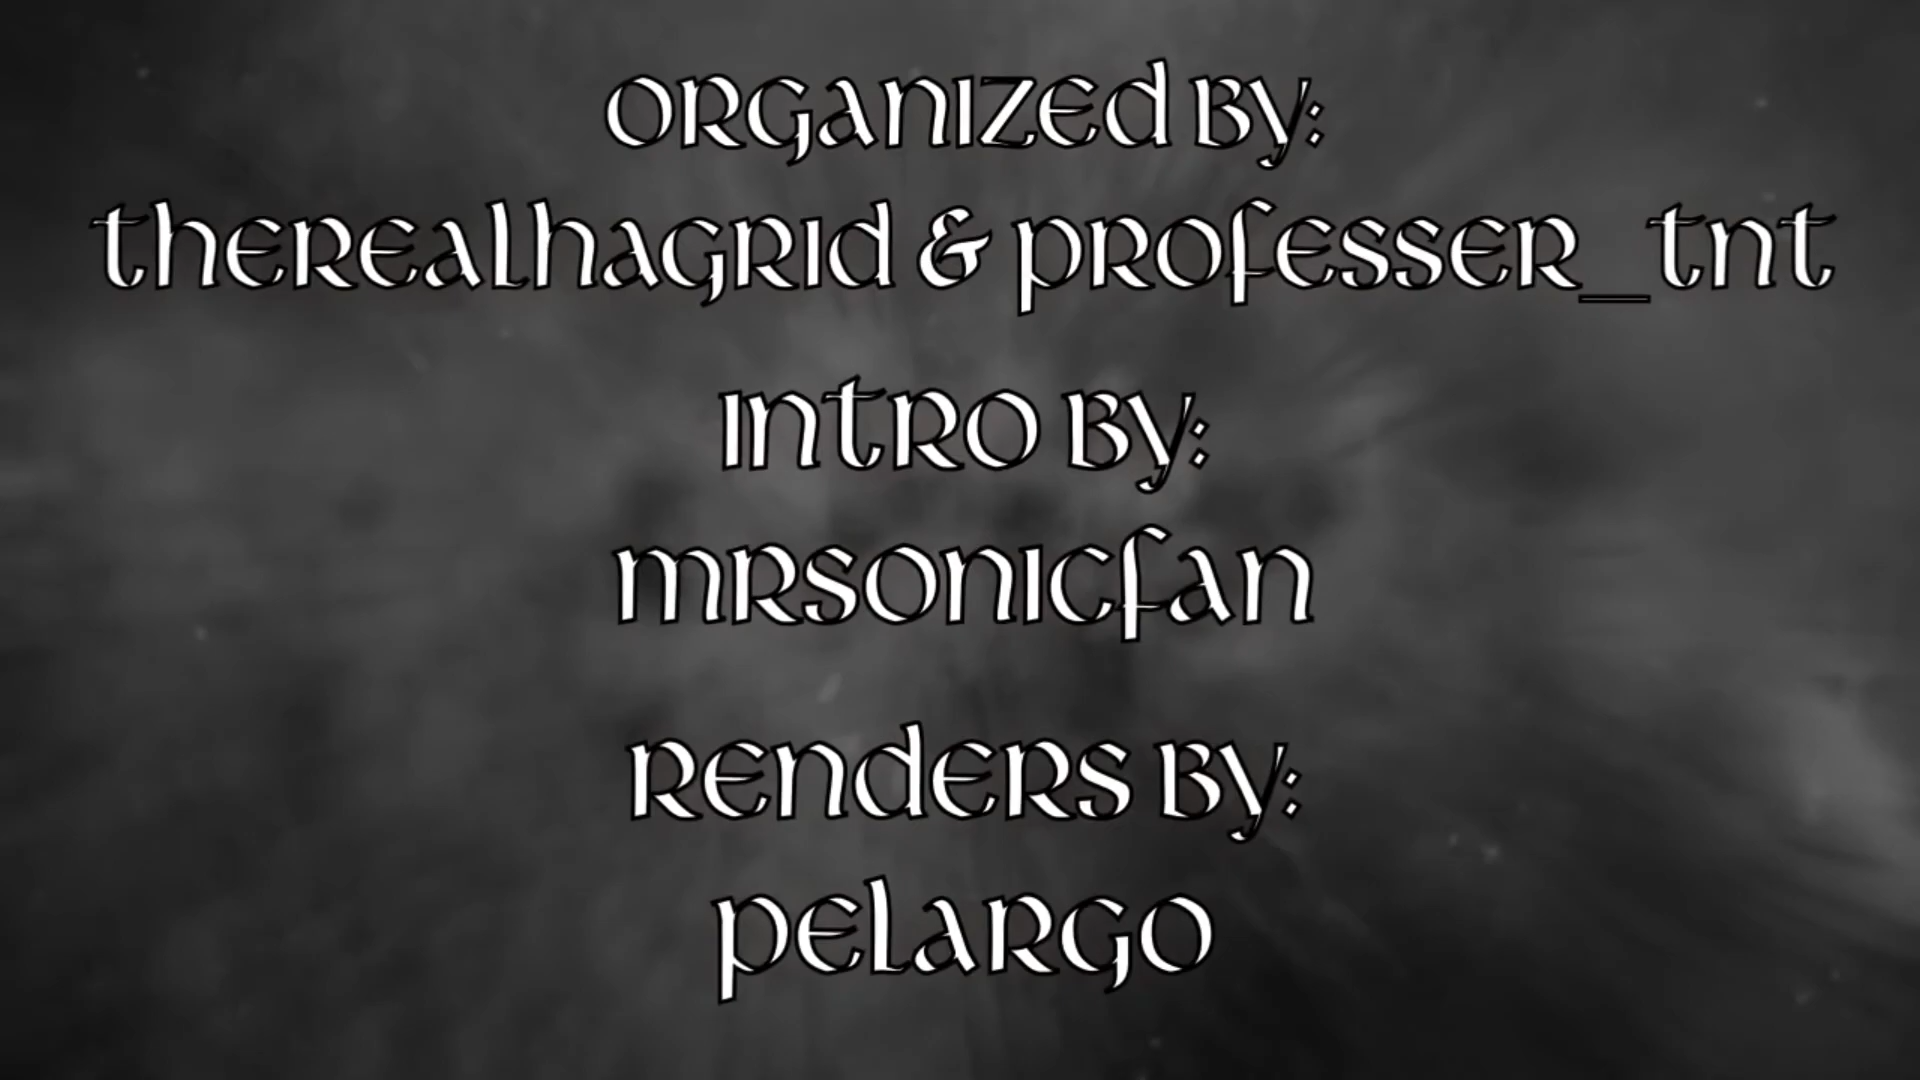 Organized By:
therealhagrid & professer_tnt
Intro By:
mrsonicfan
Renders By:
pelargo